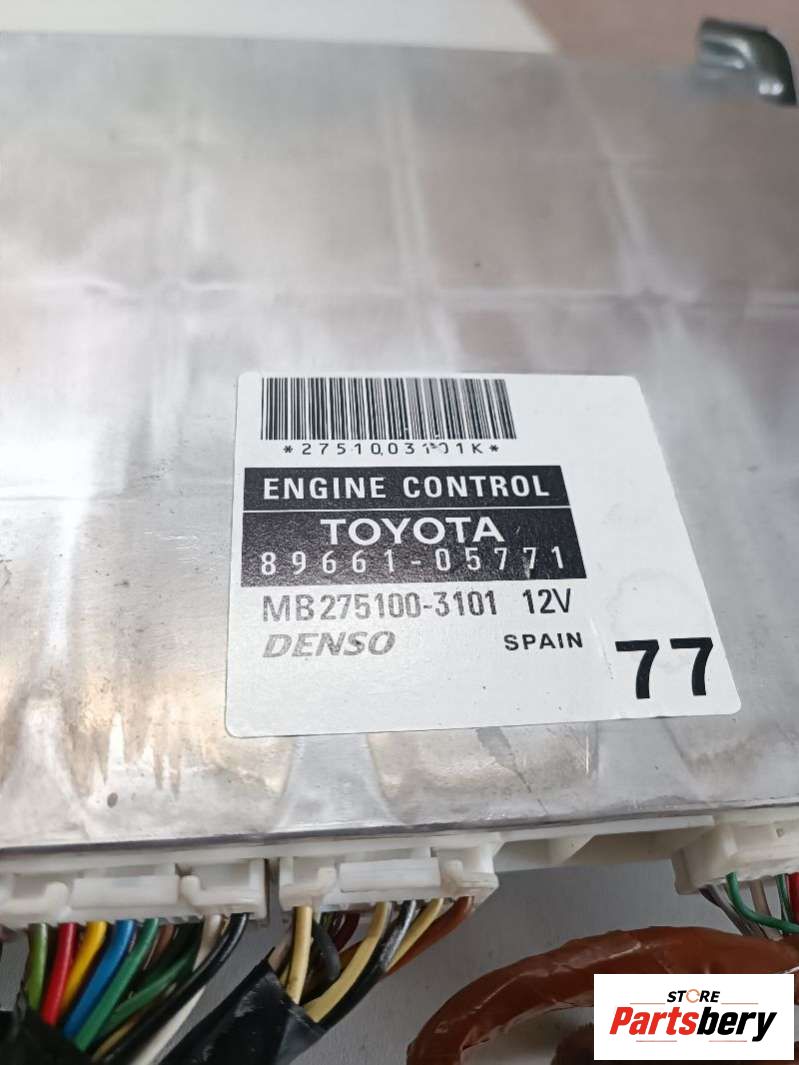 *2751003101K*
ENGINE CONTROL
TOYOTA
89661-05771
MB275100-3101 12V
DENSO SPAIN 77
STORE
Partsbery